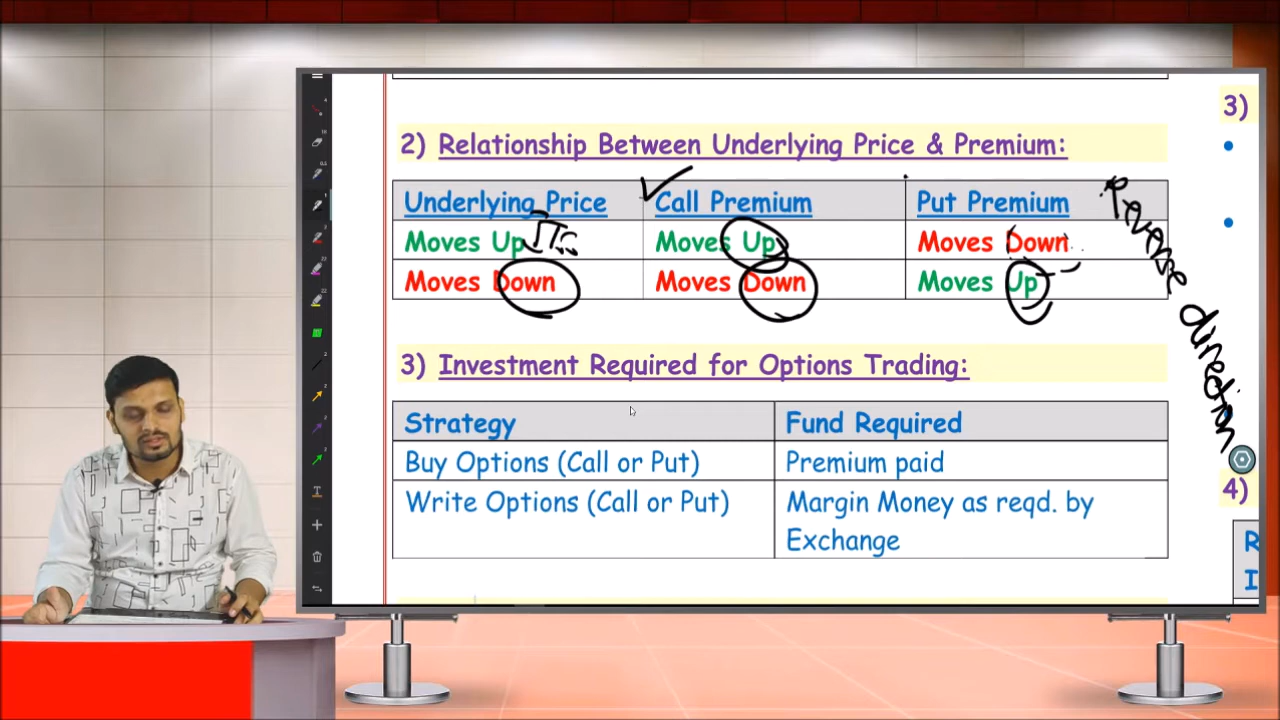 3)
2) Relationship Between Underlying Price & Premium:
Underlying Price Call Premium Put Premium
Moves Up Moves Up Moves Down
Moves Down Moves Down Moves Up
Reverse direction
3) Investment Required for Options Trading:
Strategy Fund Required
Buy Options (Call or Put) Premium paid
Write Options (Call or Put) Margin Money as reqd. by
Exchange
4)
R
I